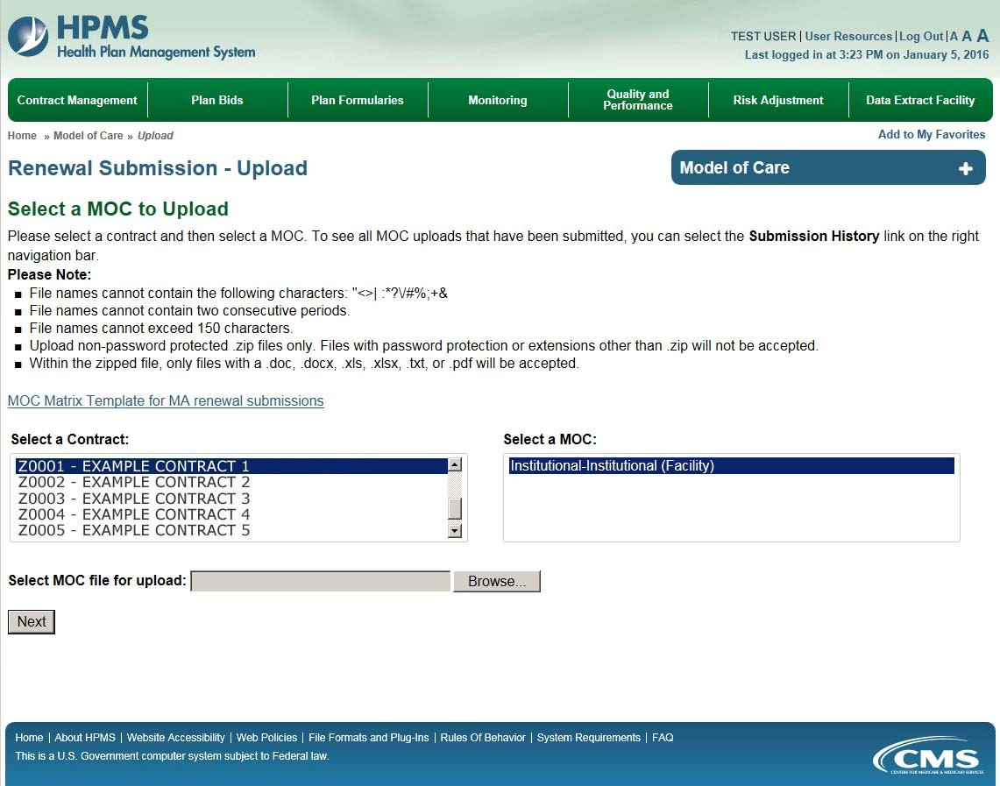 HPMS
Health Plan Management System
TEST USER | User Resources | Log Out | A A A
Last logged in at 3:23 PM on January 5, 2016
Contract Management
Plan Bids
Plan Formularies
Monitoring
Quality and
Performance
Risk Adjustment
Data Extract Facility
Home » Model of Care » Upload
Add to My Favorites
Renewal Submission - Upload
Model of Care +
Select a MOC to Upload
Please select a contract and then select a MOC. To see all MOC uploads that have been submitted, you can select the Submission History link on the right
navigation bar.
Please Note:
■ File names cannot contain the following characters: "<>| :*?\/#%;+&
■ File names cannot contain two consecutive periods.
■ File names cannot exceed 150 characters.
■ Upload non-password protected .zip files only. Files with password protection or extensions other than .zip will not be accepted.
■ Within the zipped file, only files with a .doc, .docx, .xls, .xlsx, .txt, or .pdf will be accepted.
MOC Matrix Template for MA renewal submissions
Select a Contract:
Z0001 - EXAMPLE CONTRACT 1
Z0002 - EXAMPLE CONTRACT 2
Z0003 - EXAMPLE CONTRACT 3
Z0004 - EXAMPLE CONTRACT 4
Z0005 - EXAMPLE CONTRACT 5
Select a MOC:
Institutional-Institutional (Facility)
Select MOC file for upload:
Browse...
Next
Home | About HPMS | Website Accessibility | Web Policies | File Formats and Plug-Ins | Rules Of Behavior | System Requirements | FAQ
This is a U.S. Government computer system subject to Federal law.
CMS
CENTERS FOR MEDICARE & MEDICAID SERVICES